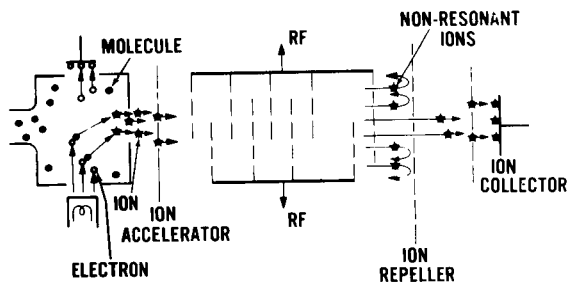 MOLECULE
RF
NON-RESONANT
IONS
ION
ION
ACCELERATOR
ELECTRON
RF
ION
COLLECTOR
ION
REPELLER